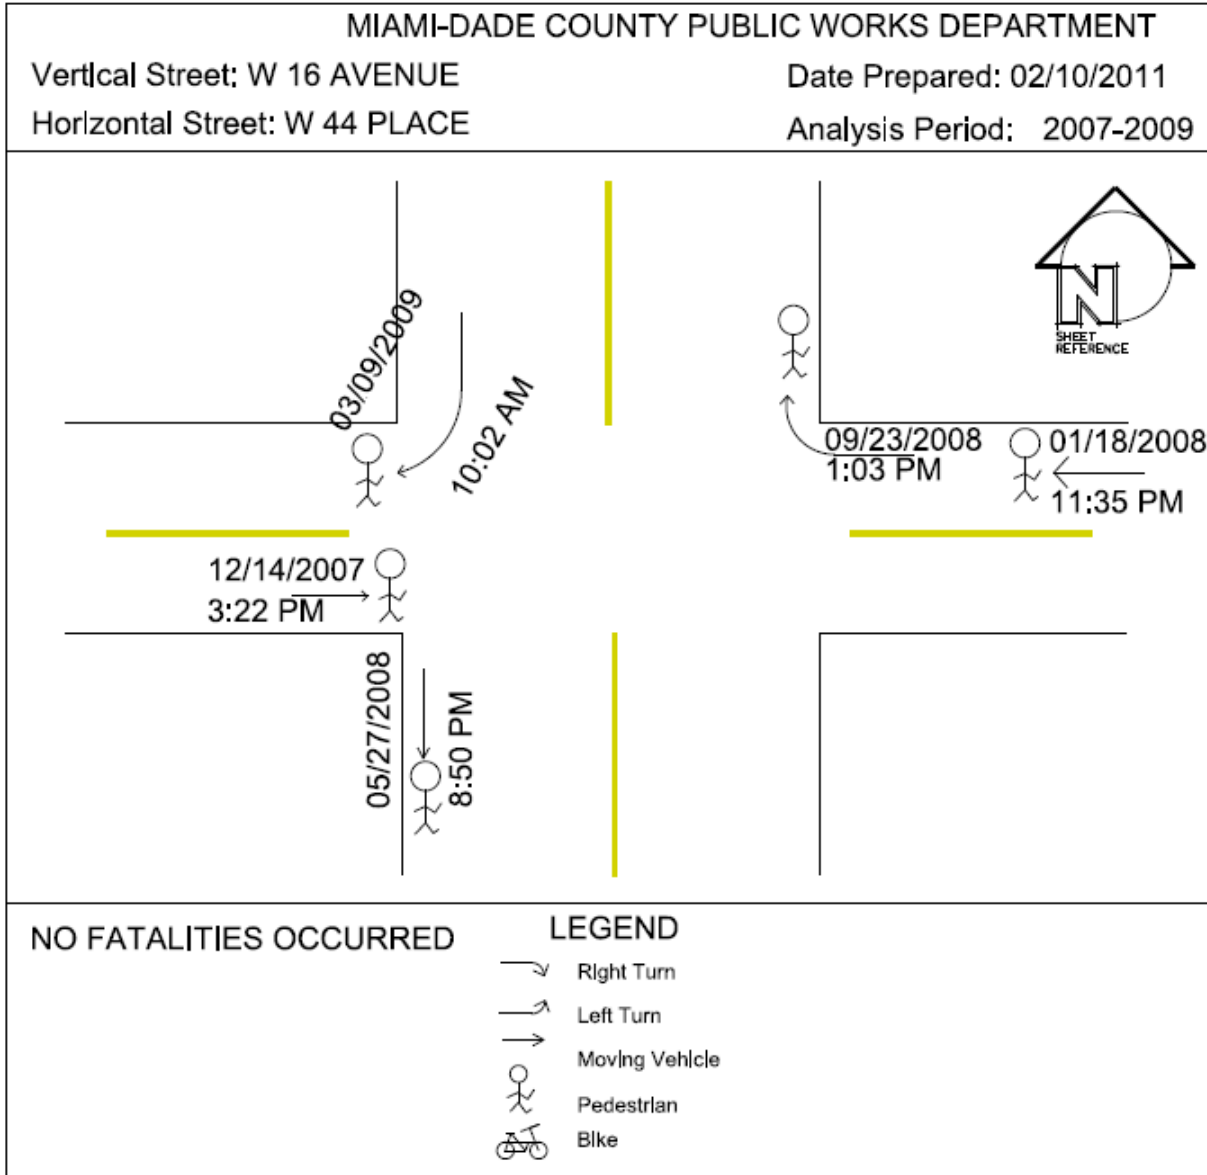 MIAMI-DADE COUNTY PUBLIC WORKS DEPARTMENT
Vertical Street: W 16 AVENUE
Date Prepared: 02/10/2011
Horizontal Street: W 44 PLACE
Analysis Period: 2007-2009
N
SHEET
REFERENCE
03/09/2009
10:02 AM
09/23/2008
1:03 PM
01/18/2008
11:35 PM
12/14/2007
3:22 PM
05/27/2008
8:50 PM
NO FATALITIES OCCURRED
LEGEND
Right Turn
Left Turn
Moving Vehicle
Pedestrian
Bike